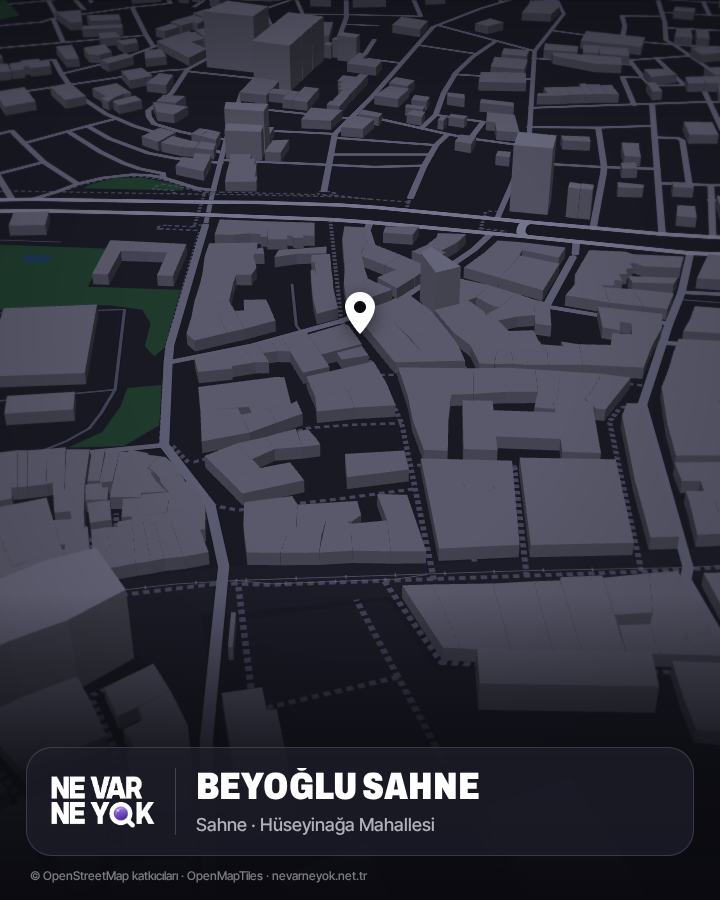 NE VAR
NE YOK
BEYOĞLU SAHNE
Sahne · Hüseyinağa Mahallesi
© OpenStreetMap katkıcıları · OpenMapTiles · nevarneyok.net.tr